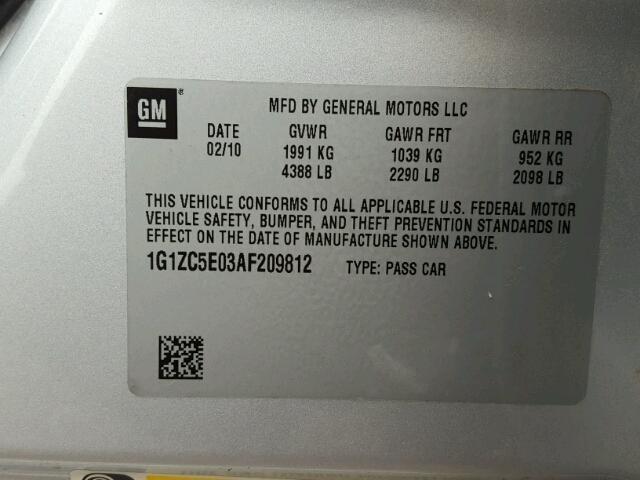 GM
MFD BY GENERAL MOTORS LLC
DATE GVWR GAWR FRT GAWR RR
02/10 1991 KG 1039 KG 952 KG
4388 LB 2290 LB 2098 LB
THIS VEHICLE CONFORMS TO ALL APPLICABLE U.S. FEDERAL MOTOR
VEHICLE SAFETY, BUMPER, AND THEFT PREVENTION STANDARDS IN
EFFECT ON THE DATE OF MANUFACTURE SHOWN ABOVE.
1G1ZC5E03AF209812 TYPE: PASS CAR